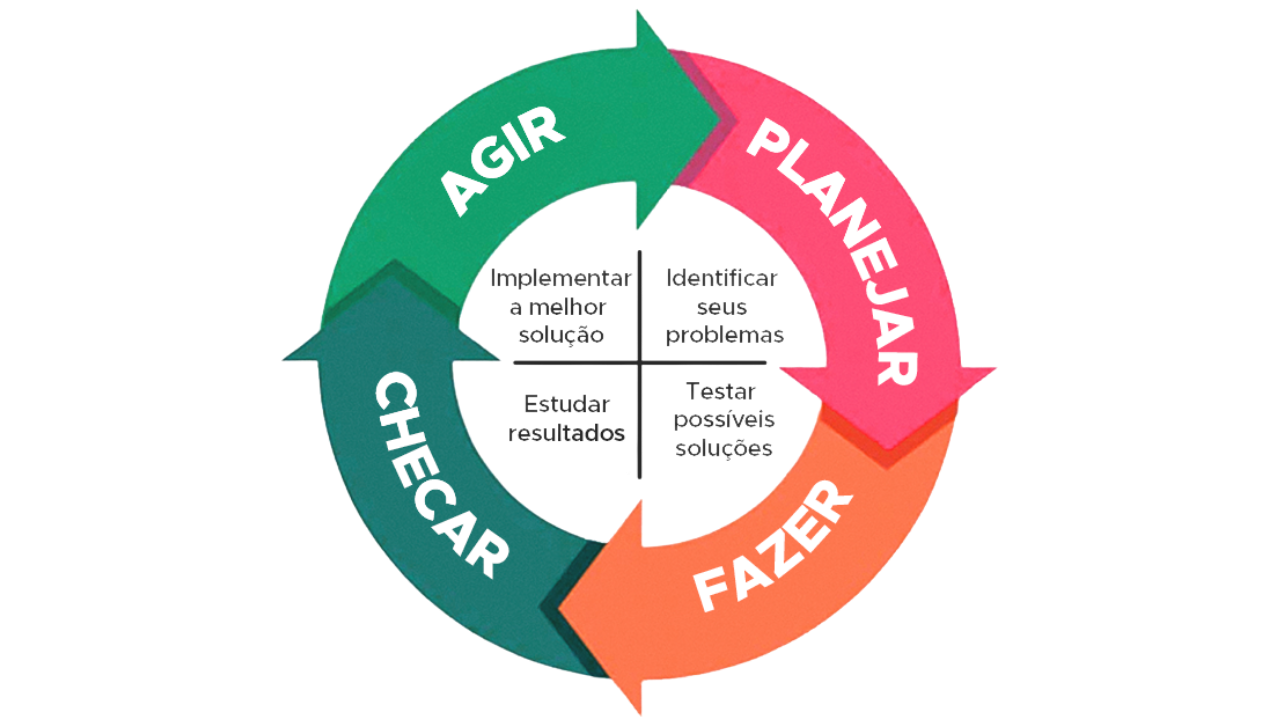 AGIR
PLANEJAR
Implementar
a melhor
solução
Identificar
seus
problemas
Estudar
resultados
Testar
possíveis
soluções
CHECAR
FAZER